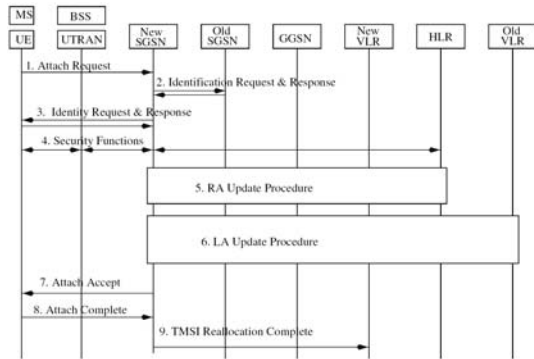 MS
BSS
UE
UTRAN
New
SGSN
Old
SGSN
GGSN
New
VLR
HLR
Old
VLR
1. Attach Request
2. Identification Request & Response
3. Identity Request & Response
4. Security Functions
5. RA Update Procedure
6. LA Update Procedure
7. Attach Accept
8. Attach Complete
9. TMSI Reallocation Complete